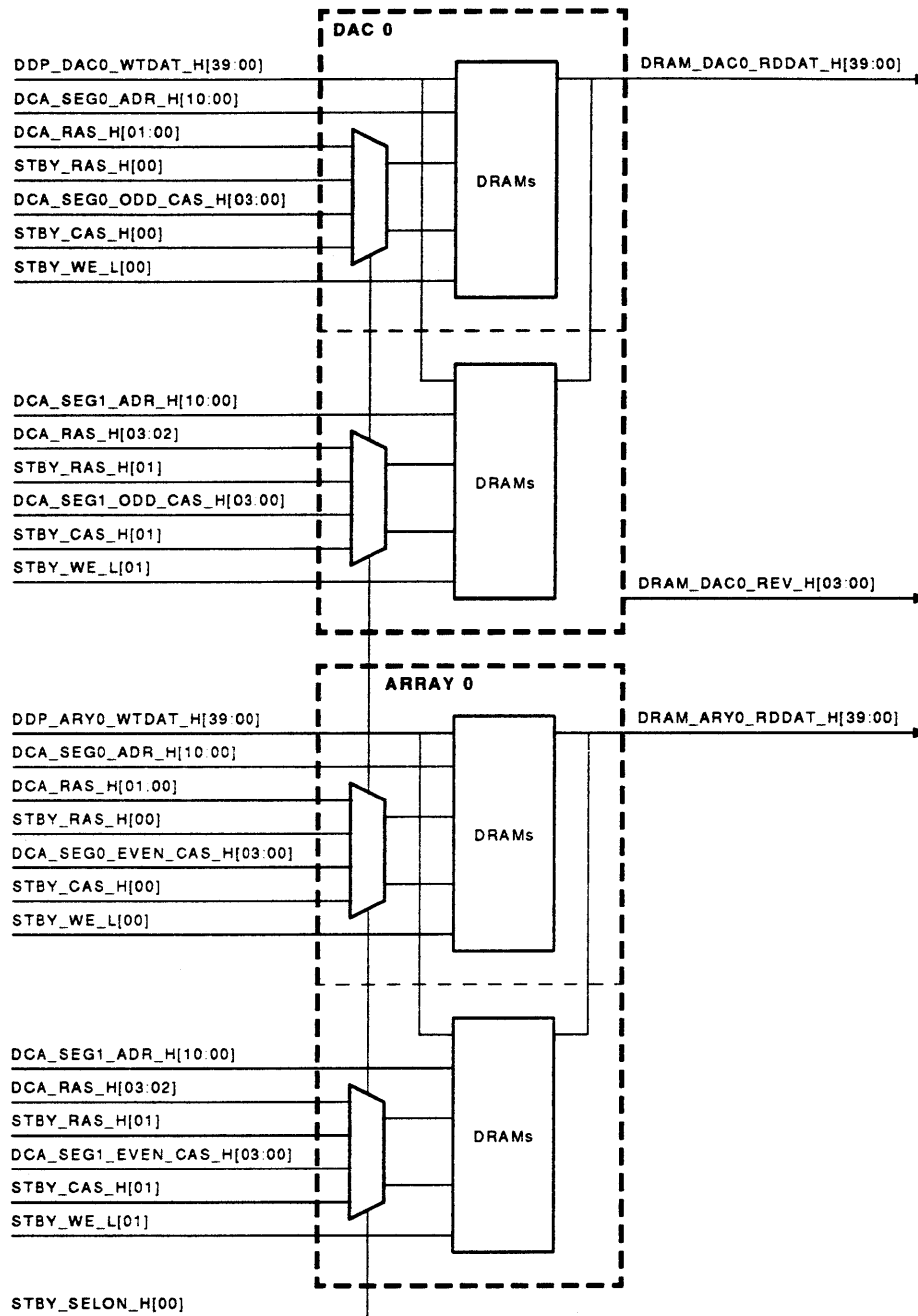 DAC 0
DDP_DAC0_WTDAT_H[39:00]
DRAM_DAC0_RDDAT_H[39:00]
DCA_SEG0_ADR_H[10:00]
DCA_RAS_H[01:00]
STBY_RAS_H[00]
DRAMs
DCA_SEG0_ODD_CAS_H[03:00]
STBY_CAS_H[00]
STBY_WE_L[00]
DCA_SEG1_ADR_H[10:00]
DCA_RAS_H[03:02]
STBY_RAS_H[01]
DRAMs
DCA_SEG1_ODD_CAS_H[03:00]
STBY_CAS_H[01]
STBY_WE_L[01]
DRAM_DAC0_REV_H[03:00]
ARRAY 0
DDP_ARY0_WTDAT_H[39:00]
DRAM_ARY0_RDDAT_H[39:00]
DCA_SEG0_ADR_H[10:00]
DCA_RAS_H[01:00]
STBY_RAS_H[00]
DRAMs
DCA_SEG0_EVEN_CAS_H[03:00]
STBY_CAS_H[00]
STBY_WE_L[00]
DCA_SEG1_ADR_H[10:00]
DCA_RAS_H[03:02]
STBY_RAS_H[01]
DRAMs
DCA_SEG1_EVEN_CAS_H[03:00]
STBY_CAS_H[01]
STBY_WE_L[01]
STBY_SELON_H[00]